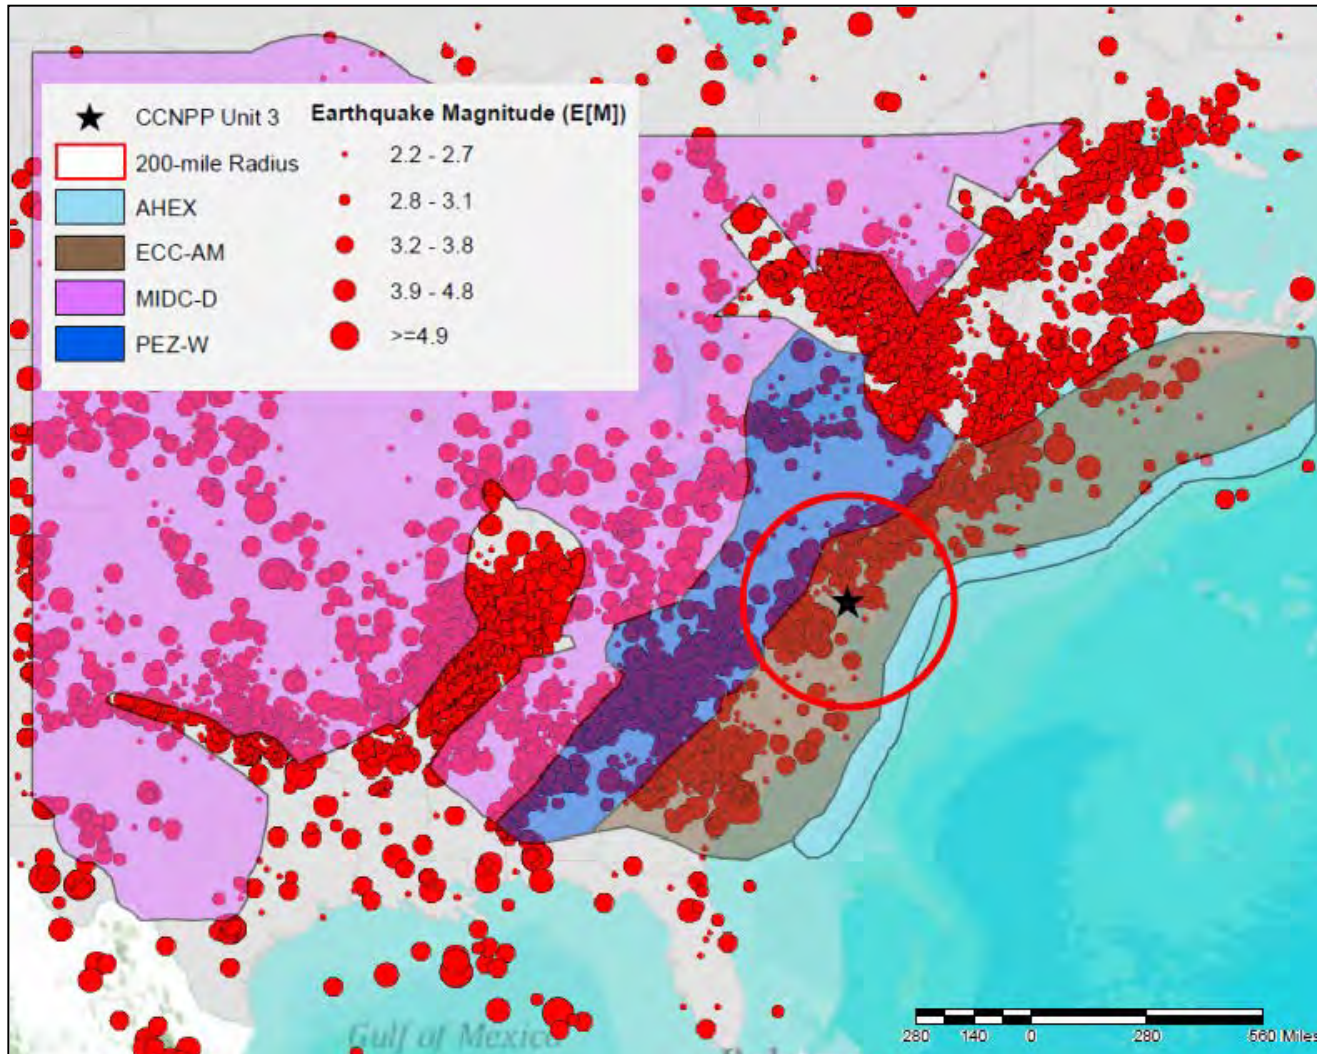 CCNPP Unit 3
200-mile Radius
AHEX
ECC-AM
MIDC-D
PEZ-W
Earthquake Magnitude (E[M])
2.2 - 2.7
2.8 - 3.1
3.2 - 3.8
3.9 - 4.8
>=4.9
Gulf of Mexico
280 140 0 280 560 Miles